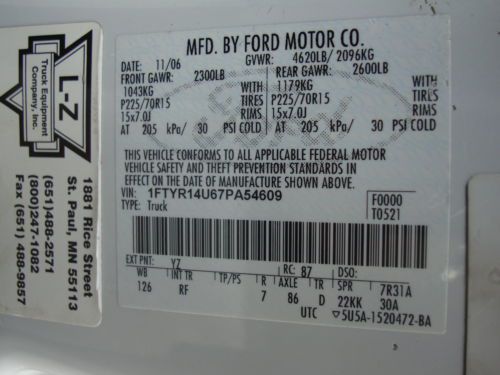 L-Z
Truck Equipment
Company, Inc.
1881 Rice Street
St. Paul, MN 55113
(651)488-2571
(800)247-1082
Fax (651) 488-9857
MFD. BY FORD MOTOR CO.
DATE: 11/06 GVWR: 4620LB/ 2096KG
FRONT GAWR: 2300LB REAR GAWR: 2600LB
1043KG WITH 1179KG WITH
P225/70R15 TIRES P225/70R15 TIRES
15x7.0J RIMS 15x7.0J RIMS
AT 205 kPa/ 30 PSI COLD AT 205 kPa/ 30 PSI COLD
THIS VEHICLE CONFORMS TO ALL APPLICABLE FEDERAL MOTOR
VEHICLE SAFETY AND THEFT PREVENTION STANDARDS IN
EFFECT ON THE DATE OF MANUFACTURE SHOWN ABOVE.
VIN: 1FTYR14U67PA54609 F0000
TYPE: Truck T0521
EXT PNT: YZ RC: 87 DSO:
WB INT TR TP/PS R AXLE TR SPR 7R31A
126 RF 7 86 D 22KK 30A
UTC ▽5U5A-1520472-BA